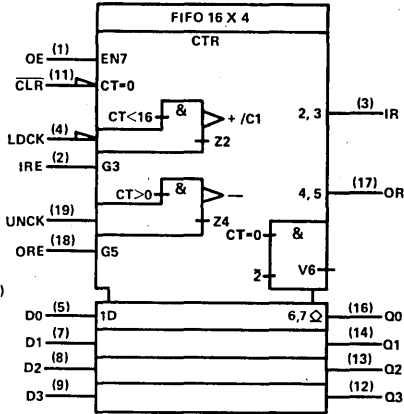 FIFO 16 X 4
CTR
OE (1) EN7
CLR (11) CT=0
CT<16 & + /C1
2, 3 (3) IR
LDCK (4) Z2
IRE (2) G3
CT>0 & −
4, 5 (17) OR
UNCK (19) Z4
CT=0 &
ORE (18) G5
2 V6
)
D0 (5) 1D 6,7 (16) Q0
D1 (7) (14) Q1
D2 (8) (13) Q2
D3 (9) (12) Q3